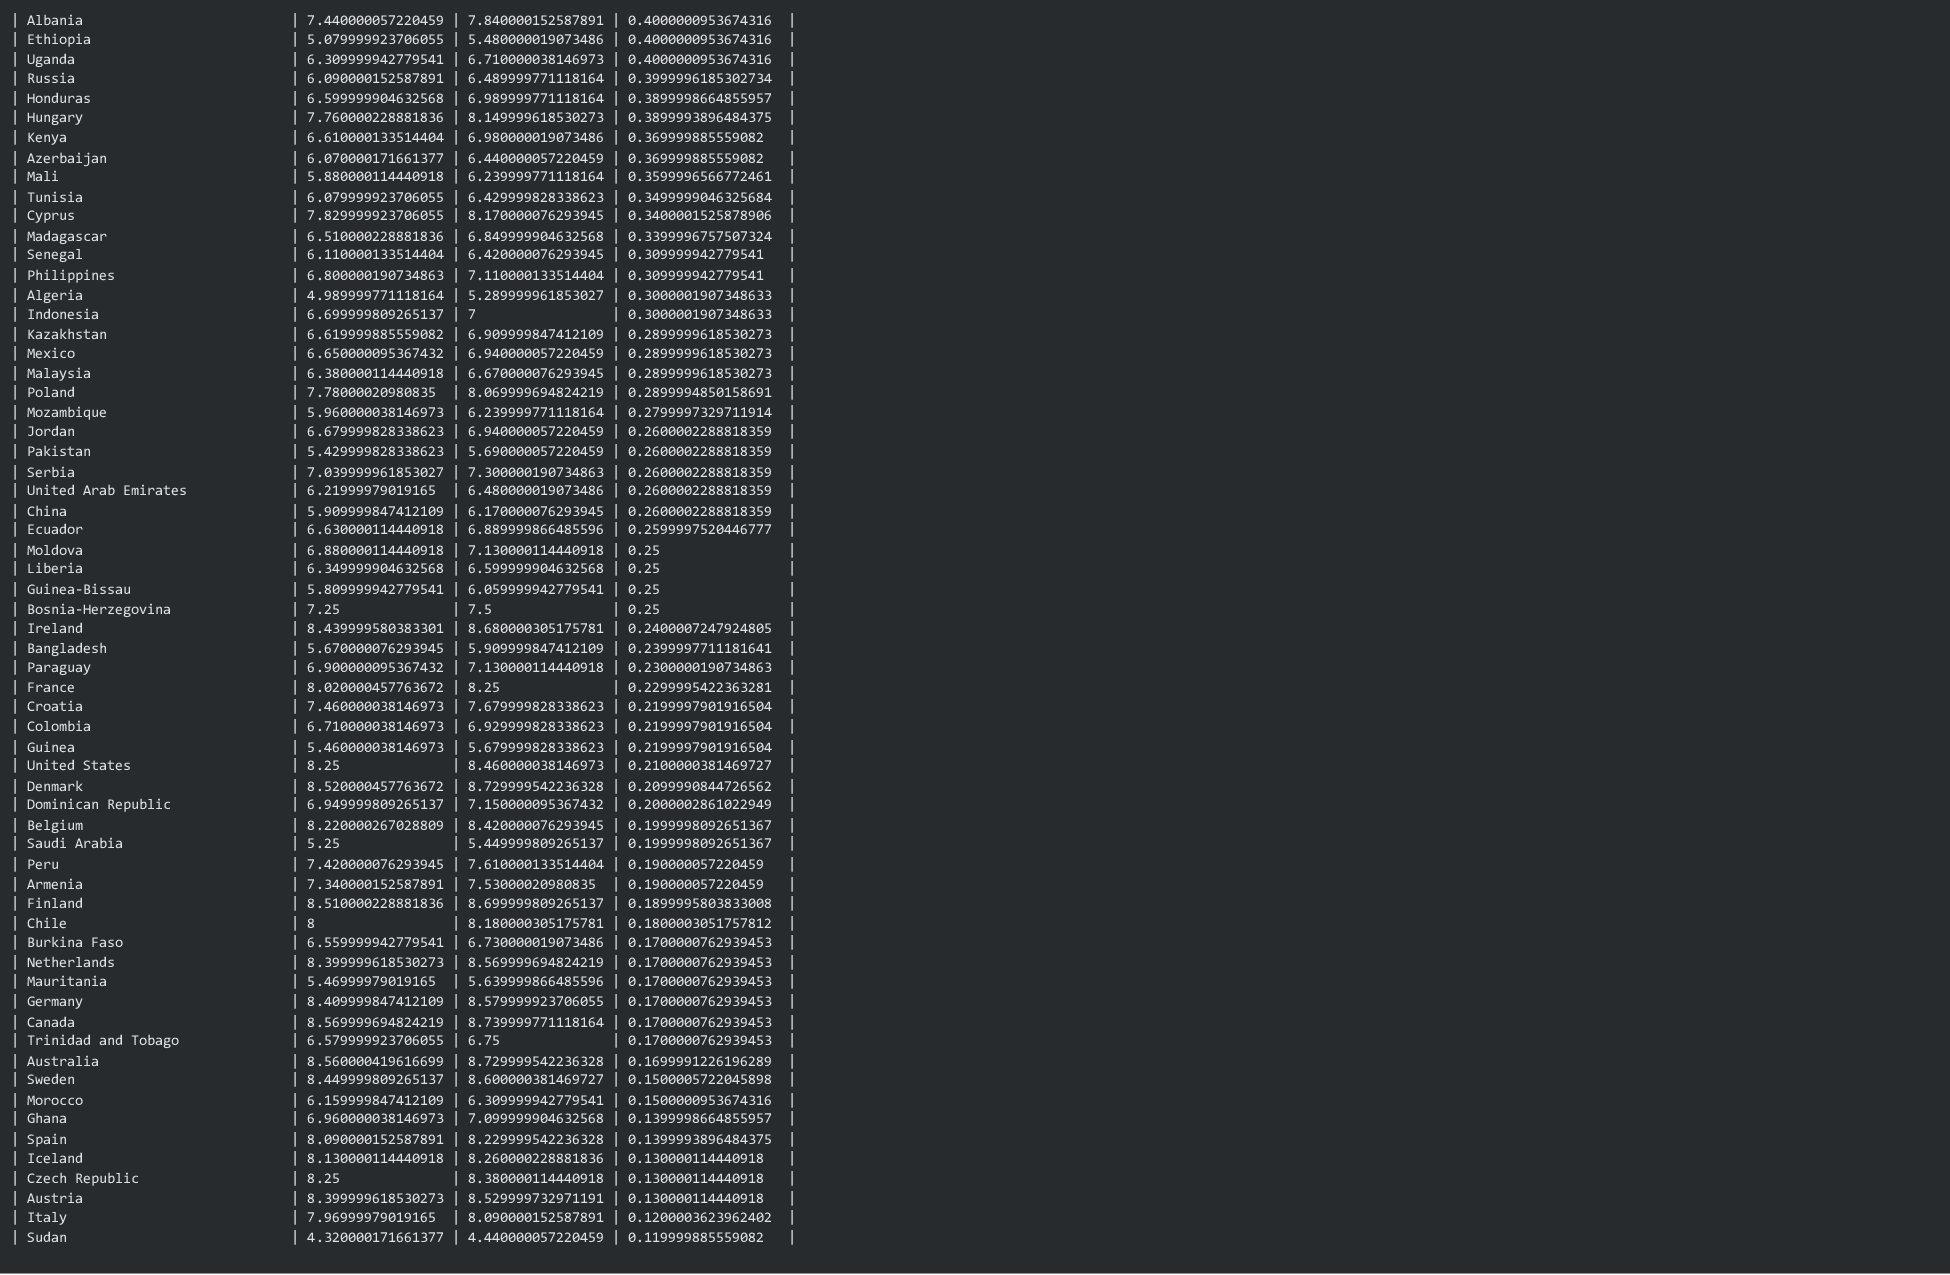 | Albania | 7.440000057220459 | 7.840000152587891 | 0.4000000953674316 |
| Ethiopia | 5.079999923706055 | 5.480000019073486 | 0.4000000953674316 |
| Uganda | 6.309999942779541 | 6.710000038146973 | 0.4000000953674316 |
| Russia | 6.090000152587891 | 6.489999771118164 | 0.3999996185302734 |
| Honduras | 6.599999904632568 | 6.989999771118164 | 0.3899998664855957 |
| Hungary | 7.760000228881836 | 8.149999618530273 | 0.3899993896484375 |
| Kenya | 6.610000133514404 | 6.980000019073486 | 0.369999885559082 |
| Azerbaijan | 6.070000171661377 | 6.440000057220459 | 0.369999885559082 |
| Mali | 5.880000114440918 | 6.239999771118164 | 0.3599996566772461 |
| Tunisia | 6.079999923706055 | 6.429999828338623 | 0.3499999046325684 |
| Cyprus | 7.829999923706055 | 8.170000076293945 | 0.3400001525878906 |
| Madagascar | 6.510000228881836 | 6.849999904632568 | 0.3399996757507324 |
| Senegal | 6.110000133514404 | 6.420000076293945 | 0.309999942779541 |
| Philippines | 6.800000190734863 | 7.110000133514404 | 0.309999942779541 |
| Algeria | 4.989999771118164 | 5.289999961853027 | 0.3000001907348633 |
| Indonesia | 6.699999809265137 | 7 | 0.3000001907348633 |
| Kazakhstan | 6.619999885559082 | 6.909999847412109 | 0.2899999618530273 |
| Mexico | 6.650000095367432 | 6.940000057220459 | 0.2899999618530273 |
| Malaysia | 6.380000114440918 | 6.670000076293945 | 0.2899999618530273 |
| Poland | 7.78000020980835 | 8.069999694824219 | 0.2899994850158691 |
| Mozambique | 5.960000038146973 | 6.239999771118164 | 0.2799997329711914 |
| Jordan | 6.679999828338623 | 6.940000057220459 | 0.2600002288818359 |
| Pakistan | 5.429999828338623 | 5.690000057220459 | 0.2600002288818359 |
| Serbia | 7.039999961853027 | 7.300000190734863 | 0.2600002288818359 |
| United Arab Emirates | 6.21999979019165 | 6.480000019073486 | 0.2600002288818359 |
| China | 5.909999847412109 | 6.170000076293945 | 0.2600002288818359 |
| Ecuador | 6.630000114440918 | 6.889999866485596 | 0.2599997520446777 |
| Moldova | 6.880000114440918 | 7.130000114440918 | 0.25 |
| Liberia | 6.349999904632568 | 6.599999904632568 | 0.25 |
| Guinea-Bissau | 5.809999942779541 | 6.059999942779541 | 0.25 |
| Bosnia-Herzegovina | 7.25 | 7.5 | 0.25 |
| Ireland | 8.439999580383301 | 8.680000305175781 | 0.2400007247924805 |
| Bangladesh | 5.670000076293945 | 5.909999847412109 | 0.2399997711181641 |
| Paraguay | 6.900000095367432 | 7.130000114440918 | 0.2300000190734863 |
| France | 8.020000457763672 | 8.25 | 0.2299995422363281 |
| Croatia | 7.460000038146973 | 7.679999828338623 | 0.2199997901916504 |
| Colombia | 6.710000038146973 | 6.929999828338623 | 0.2199997901916504 |
| Guinea | 5.460000038146973 | 5.679999828338623 | 0.2199997901916504 |
| United States | 8.25 | 8.460000038146973 | 0.2100000381469727 |
| Denmark | 8.520000457763672 | 8.729999542236328 | 0.2099990844726562 |
| Dominican Republic | 6.949999809265137 | 7.150000095367432 | 0.2000002861022949 |
| Belgium | 8.220000267028809 | 8.420000076293945 | 0.1999998092651367 |
| Saudi Arabia | 5.25 | 5.449999809265137 | 0.1999998092651367 |
| Peru | 7.420000076293945 | 7.610000133514404 | 0.190000057220459 |
| Armenia | 7.340000152587891 | 7.53000020980835 | 0.190000057220459 |
| Finland | 8.510000228881836 | 8.699999809265137 | 0.1899995803833008 |
| Chile | 8 | 8.180000305175781 | 0.1800003051757812 |
| Burkina Faso | 6.559999942779541 | 6.730000019073486 | 0.1700000762939453 |
| Netherlands | 8.399999618530273 | 8.569999694824219 | 0.1700000762939453 |
| Mauritania | 5.46999979019165 | 5.639999866485596 | 0.1700000762939453 |
| Germany | 8.409999847412109 | 8.579999923706055 | 0.1700000762939453 |
| Canada | 8.569999694824219 | 8.739999771118164 | 0.1700000762939453 |
| Trinidad and Tobago | 6.579999923706055 | 6.75 | 0.1700000762939453 |
| Australia | 8.560000419616699 | 8.729999542236328 | 0.1699991226196289 |
| Sweden | 8.449999809265137 | 8.600000381469727 | 0.1500005722045898 |
| Morocco | 6.159999847412109 | 6.309999942779541 | 0.1500000953674316 |
| Ghana | 6.960000038146973 | 7.099999904632568 | 0.1399998664855957 |
| Spain | 8.090000152587891 | 8.229999542236328 | 0.1399993896484375 |
| Iceland | 8.130000114440918 | 8.260000228881836 | 0.130000114440918 |
| Czech Republic | 8.25 | 8.380000114440918 | 0.130000114440918 |
| Austria | 8.399999618530273 | 8.529999732971191 | 0.130000114440918 |
| Italy | 7.96999979019165 | 8.090000152587891 | 0.1200003623962402 |
| Sudan | 4.320000171661377 | 4.440000057220459 | 0.119999885559082 |